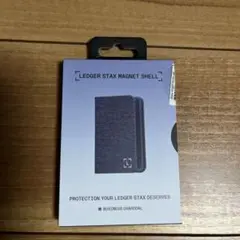 LEDGER STAX MAGNET SHELL
PROTECTION YOUR LEDGER STAX DESERVES